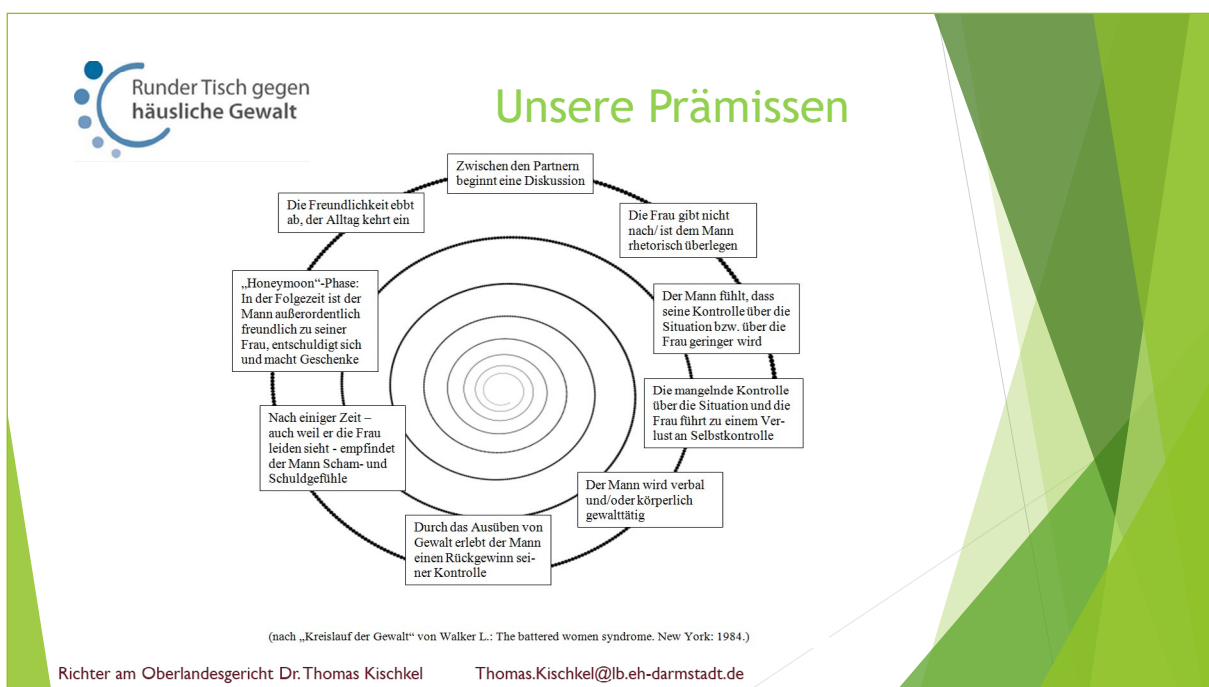 Runder Tisch gegen
häusliche Gewalt
Unsere Prämissen
Zwischen den Partnern
beginnt eine Diskussion
Die Frau gibt nicht
nach/ ist dem Mann
rhetorisch überlegen
Der Mann fühlt, dass
seine Kontrolle über die
Situation bzw. über die
Frau geringer wird
Die mangelnde Kontrolle
über die Situation und die
Frau führt zu einem Ver-
lust an Selbstkontrolle
Der Mann wird verbal
und/oder körperlich
gewalttätig
Durch das Ausüben von
Gewalt erlebt der Mann
einen Rückgewinn sei-
ner Kontrolle
Nach einiger Zeit –
auch weil er die Frau
leiden sieht - empfindet
der Mann Scham- und
Schuldgefühle
„Honeymoon“-Phase:
In der Folgezeit ist der
Mann außerordentlich
freundlich zu seiner
Frau, entschuldigt sich
und macht Geschenke
Die Freundlichkeit ebbt
ab, der Alltag kehrt ein
(nach „Kreislauf der Gewalt“ von Walker L.: The battered women syndrome. New York: 1984.)
Richter am Oberlandesgericht Dr. Thomas Kischkel Thomas.Kischkel@lb.eh-darmstadt.de